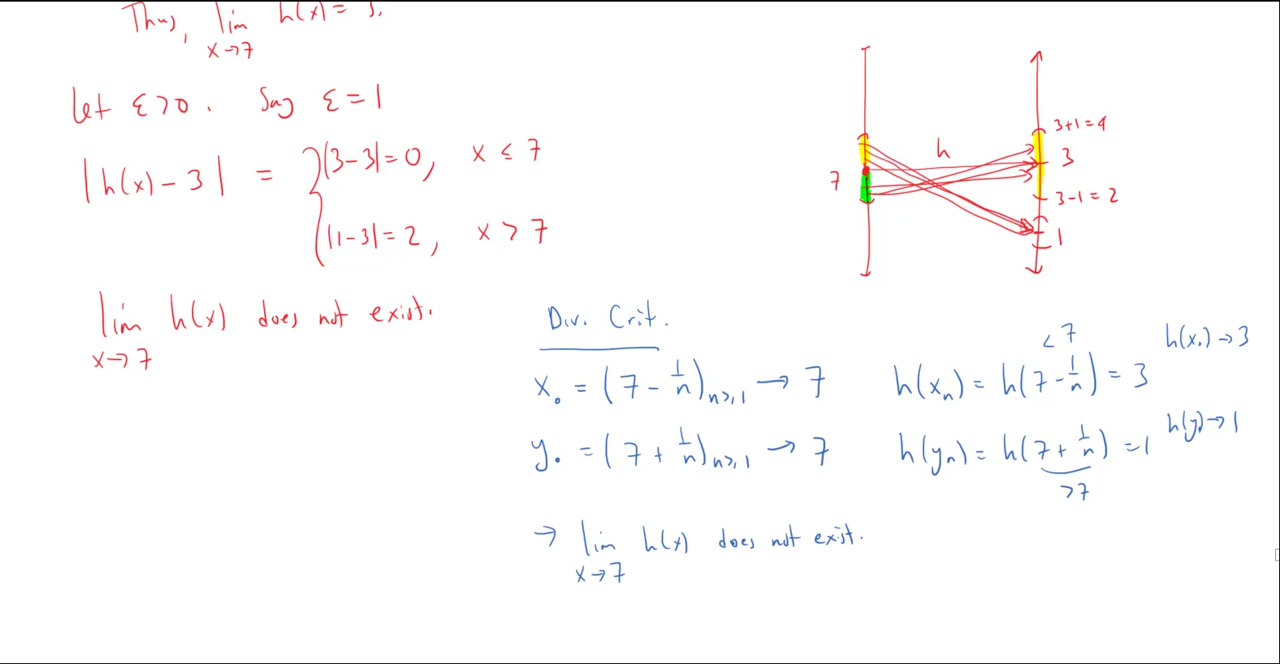 Thus, lim h(x) = 3.
x→7
let ε>0. Say ε=1
|h(x)-3| = { |3-3|=0, x ≤ 7
|1-3|=2, x > 7
lim h(x) does not exist.
x→7
h
3+1=4
3
7
3-1=2
1
Div. Crit.
x. = (7 - 1/n)n≥1 → 7
< 7
h(xn) = h(7 - 1/n) = 3
h(x.) → 3
y. = (7 + 1/n)n≥1 → 7
h(yn) = h(7 + 1/n) = 1
>7
h(y.) → 1
→ lim h(x) does not exist.
x→7